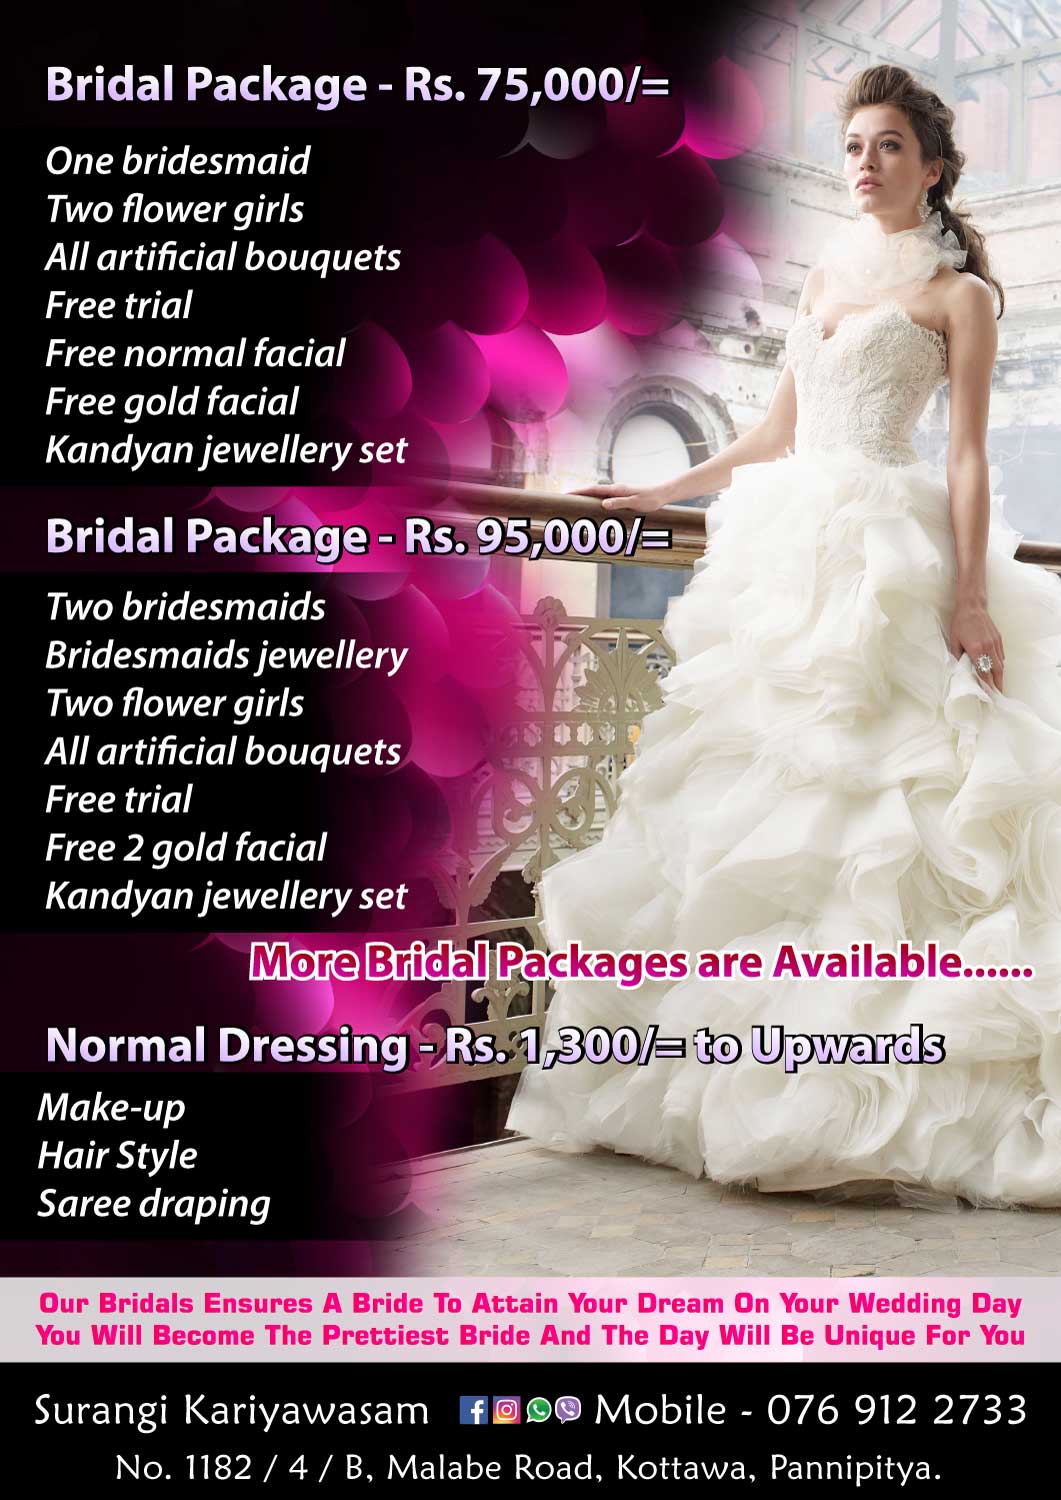 Bridal Package - Rs. 75,000/=
One bridesmaid
Two flower girls
All artificial bouquets
Free trial
Free normal facial
Free gold facial
Kandyan jewellery set
Bridal Package - Rs. 95,000/=
Two bridesmaids
Bridesmaids jewellery
Two flower girls
All artificial bouquets
Free trial
Free 2 gold facial
Kandyan jewellery set
More Bridal Packages are Available......
Normal Dressing - Rs. 1,300/= to Upwards
Make-up
Hair Style
Saree draping
Our Bridals Ensures A Bride To Attain Your Dream On Your Wedding Day
You Will Become The Prettiest Bride And The Day Will Be Unique For You
Surangi Kariyawasam Mobile - 076 912 2733
No. 1182 / 4 / B, Malabe Road, Kottawa, Pannipitya.